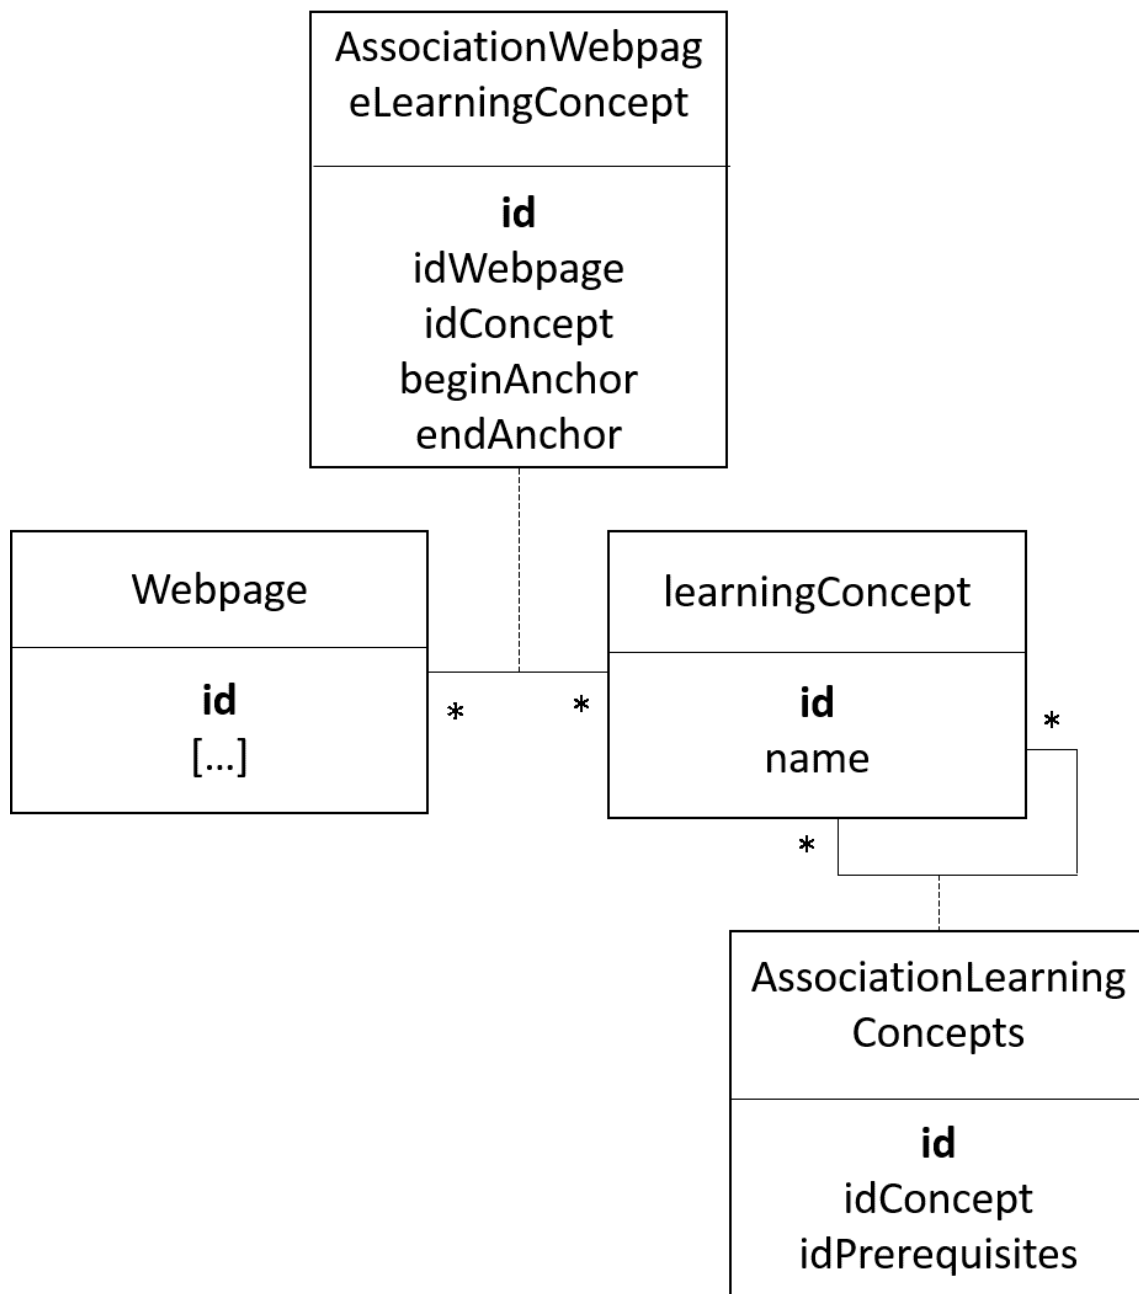 AssociationWebpag
eLearningConcept
id
idWebpage
idConcept
beginAnchor
endAnchor
Webpage
id
[...]
* *
learningConcept
id
name
*
*
AssociationLearning
Concepts
id
idConcept
idPrerequisites